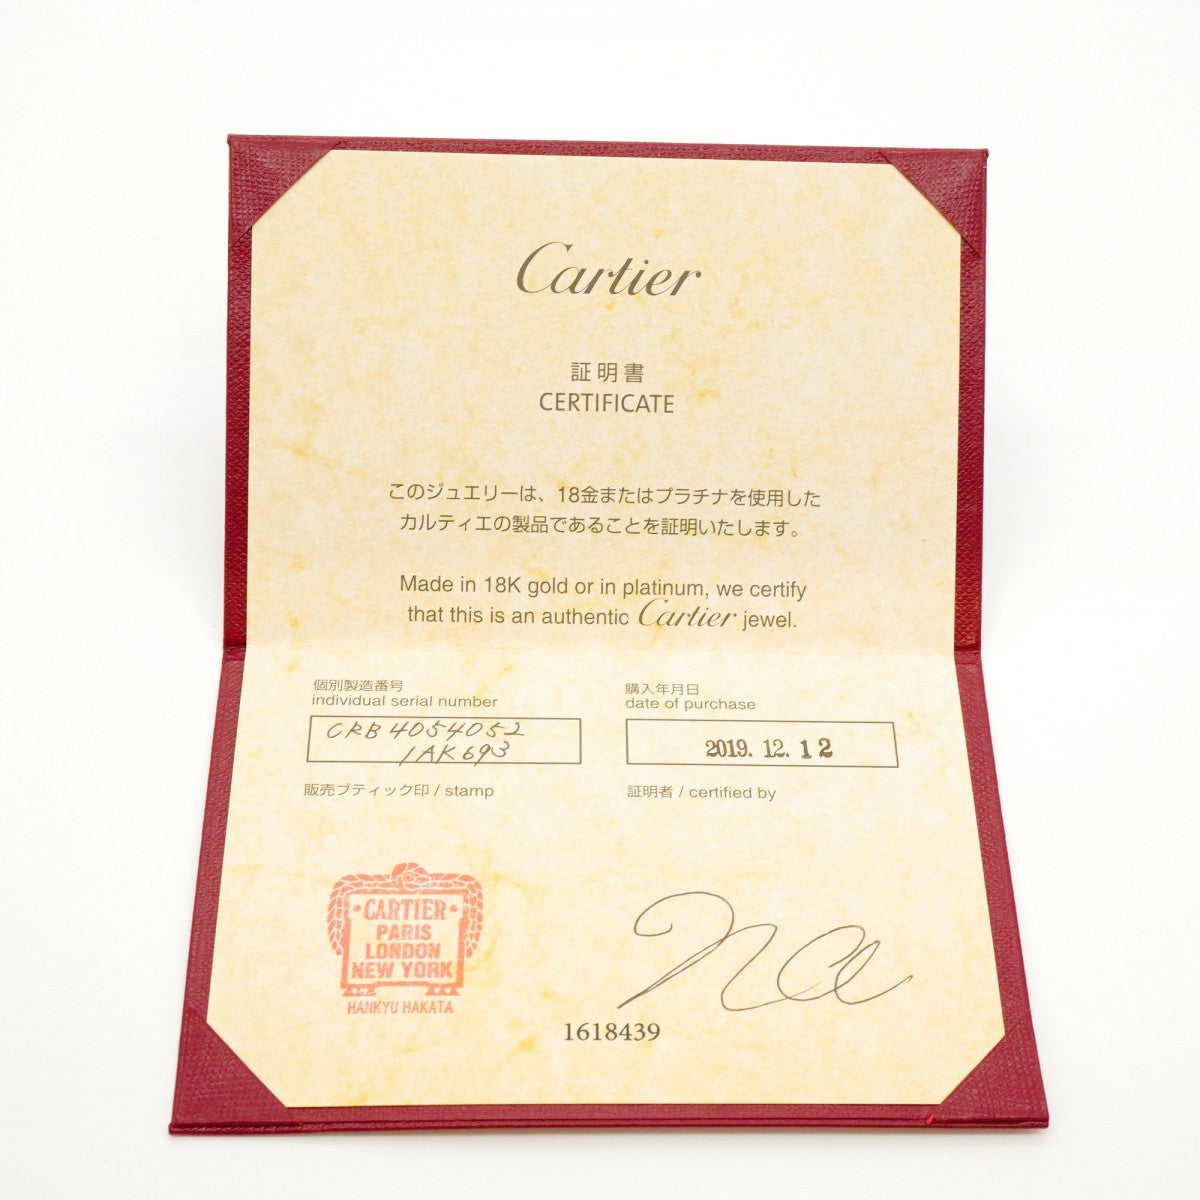 Cartier
証明書
CERTIFICATE
このジュエリーは、18金またはプラチナを使用した
カルティエの製品であることを証明いたします。
Made in 18K gold or in platinum, we certify
that this is an authentic Cartier jewel.
個別製造番号
individual serial number
CRB4054052
1AK693
購入年月日
date of purchase
2019. 12. 12
販売ブティック印 / stamp
証明者 / certified by
CARTIER
PARIS
LONDON
NEW YORK
HANKYU HAKATA
1618439